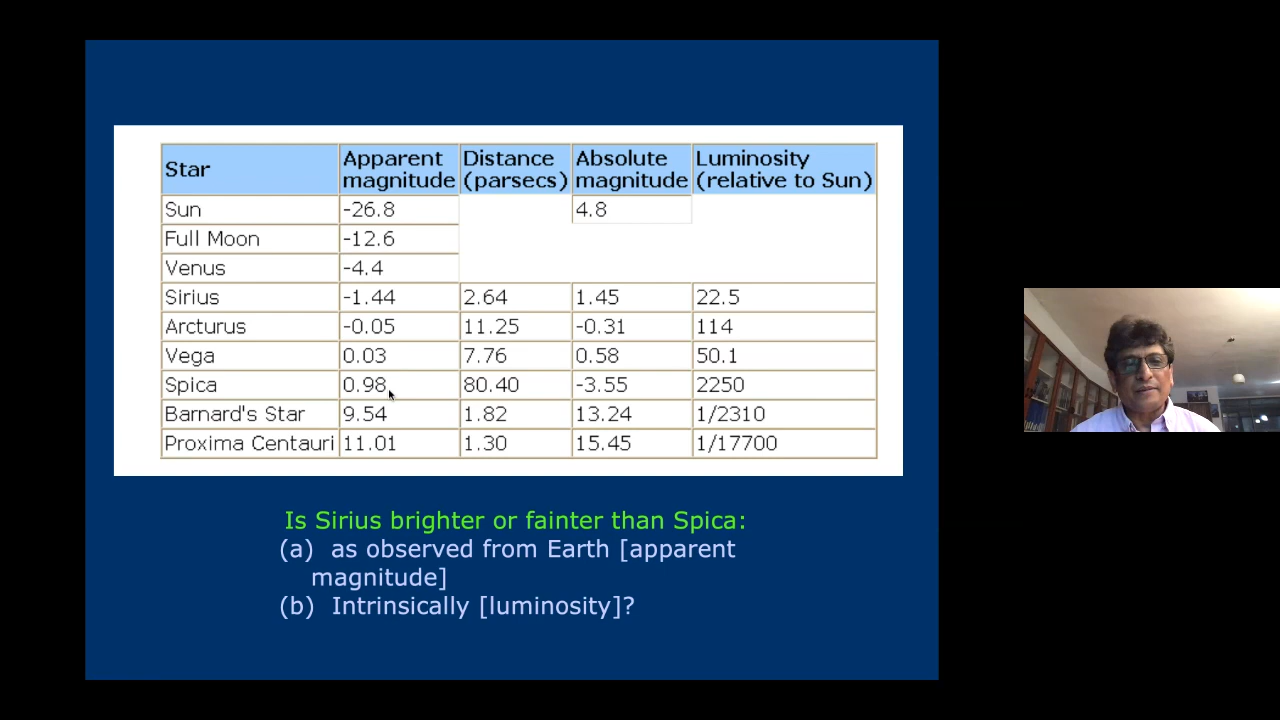 Star Apparent magnitude Distance (parsecs) Absolute magnitude Luminosity (relative to Sun)
Sun -26.8 4.8
Full Moon -12.6
Venus -4.4
Sirius -1.44 2.64 1.45 22.5
Arcturus -0.05 11.25 -0.31 114
Vega 0.03 7.76 0.58 50.1
Spica 0.98 80.40 -3.55 2250
Barnard's Star 9.54 1.82 13.24 1/2310
Proxima Centauri 11.01 1.30 15.45 1/17700
Is Sirius brighter or fainter than Spica:
(a) as observed from Earth [apparent
magnitude]
(b) Intrinsically [luminosity]?